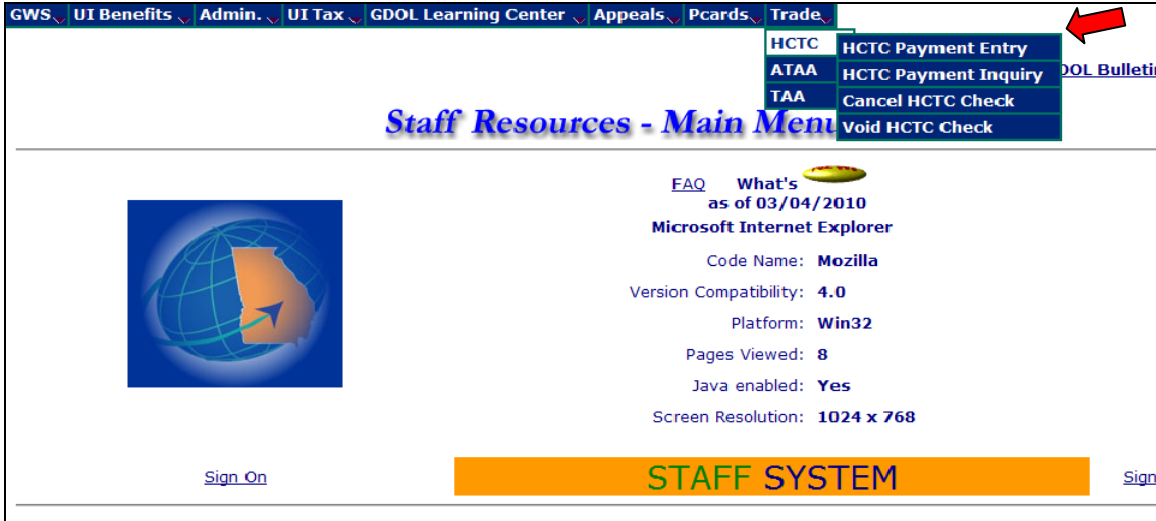 GWS UI Benefits Admin. UI Tax GDOL Learning Center Appeals Pcards Trade
HCTC HCTC Payment Entry
ATAA HCTC Payment Inquiry
TAA Cancel HCTC Check
Void HCTC Check
DOL Bulleti
Staff Resources - Main Menu
FAQ What's
as of 03/04/2010
Microsoft Internet Explorer
Code Name: Mozilla
Version Compatibility: 4.0
Platform: Win32
Pages Viewed: 8
Java enabled: Yes
Screen Resolution: 1024 x 768
Sign On STAFF SYSTEM Sign